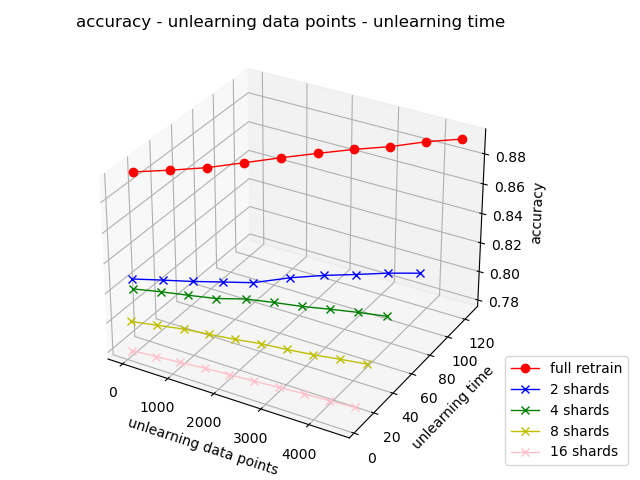 accuracy - unlearning data points - unlearning time
0.88
0.86
0.84
0.82
0.80
0.78
accuracy
120
100
80
60
40
20
0
unlearning time
0
1000
2000
3000
4000
unlearning data points
full retrain
2 shards
4 shards
8 shards
16 shards